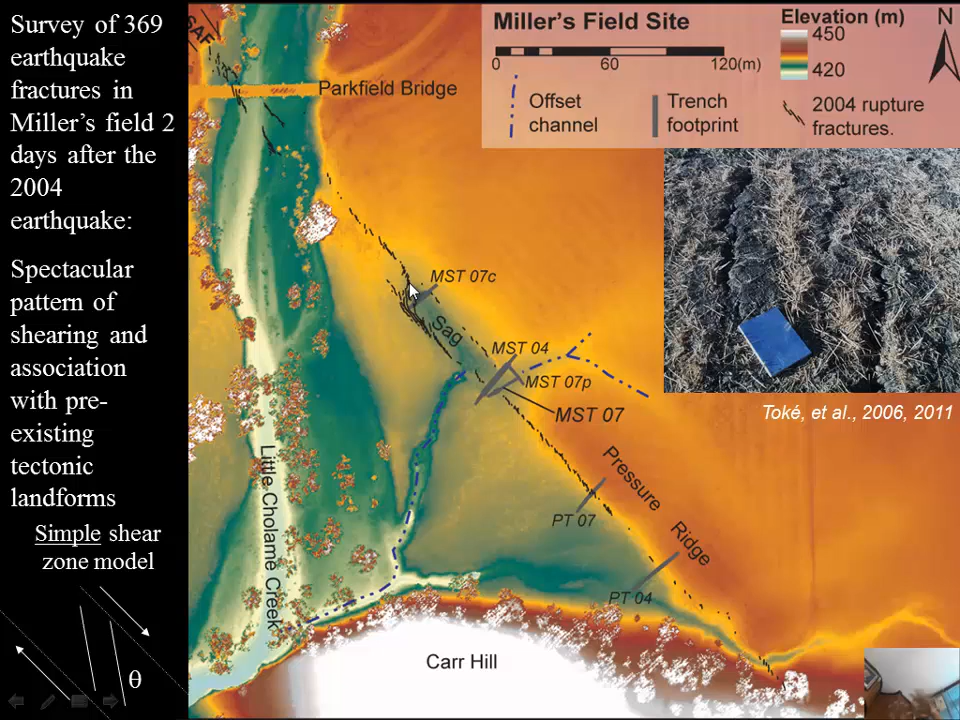 Survey of 369
earthquake
fractures in
Miller's field 2
days after the
2004
earthquake:
Spectacular
pattern of
shearing and
association
with pre-
existing
tectonic
landforms
Simple shear
zone model
θ
SAF
Parkfield Bridge
Miller's Field Site
0 60 120(m)
Offset
channel
Trench
footprint
Elevation (m)
450
420
N
2004 rupture
fractures.
Toké, et al., 2006, 2011
MST 07c
Sag
MST 04
MST 07p
MST 07
Pressure Ridge
PT 07
PT 04
Little Cholame Creek
Carr Hill